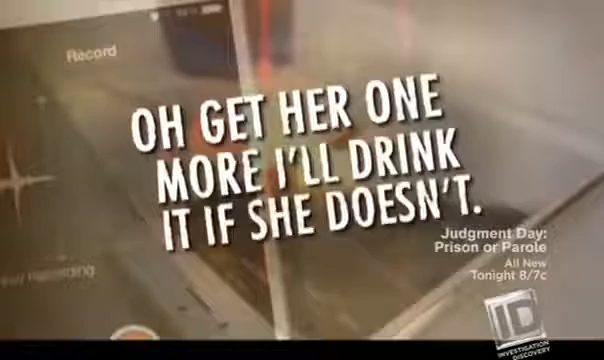 Record
OH GET HER ONE
MORE I'LL DRINK
IT IF SHE DOESN'T.
Judgment Day:
Prison or Parole
All New
Tonight 8/7c
Recording
ID
INVESTIGATION
DISCOVERY